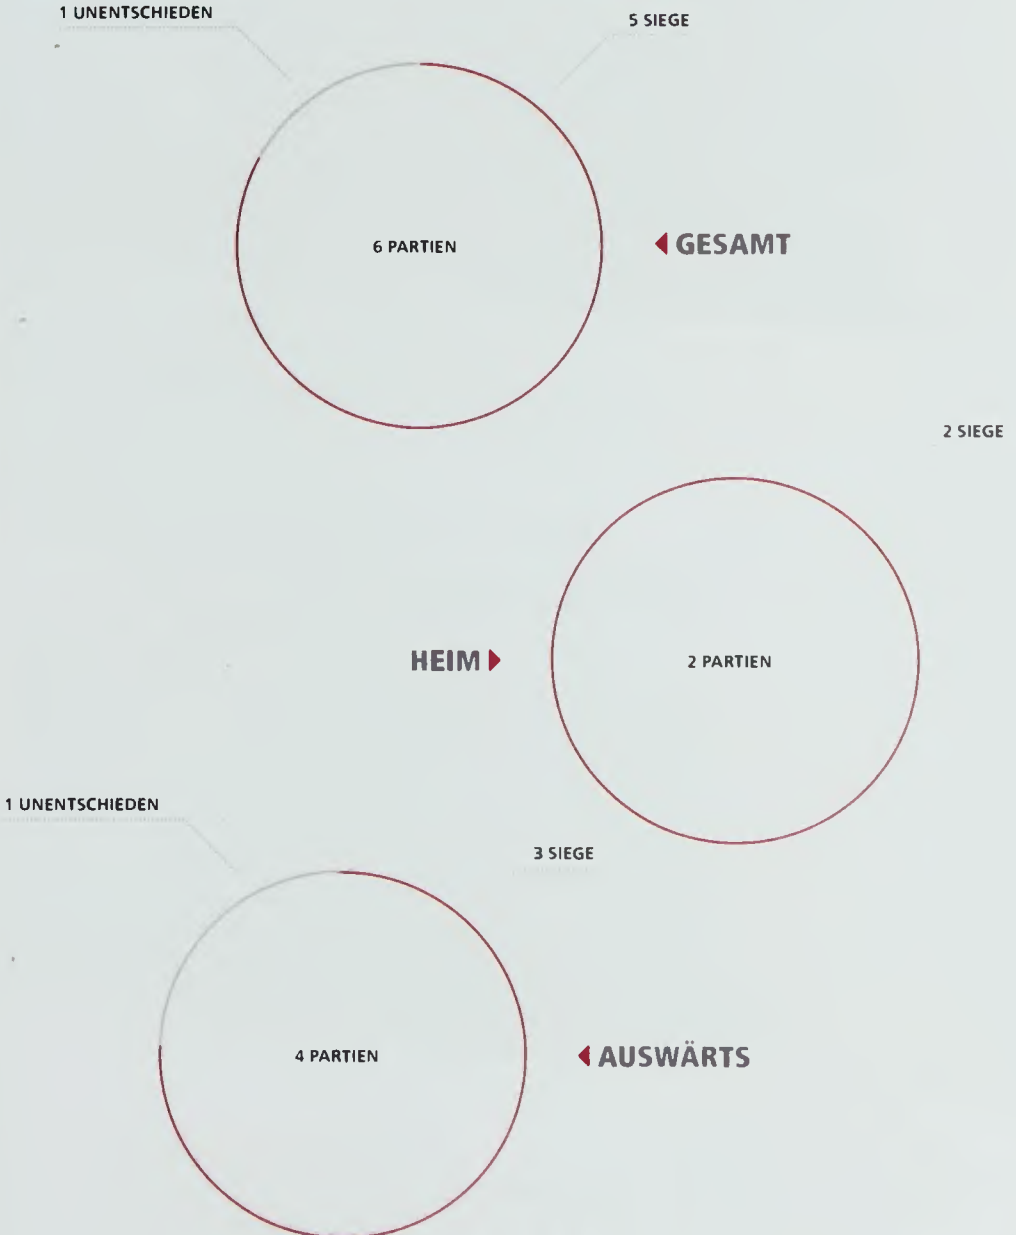 1 UNENTSCHIEDEN
5 SIEGE
6 PARTIEN
GESAMT
2 SIEGE
HEIM
2 PARTIEN
1 UNENTSCHIEDEN
3 SIEGE
4 PARTIEN
AUSWÄRTS